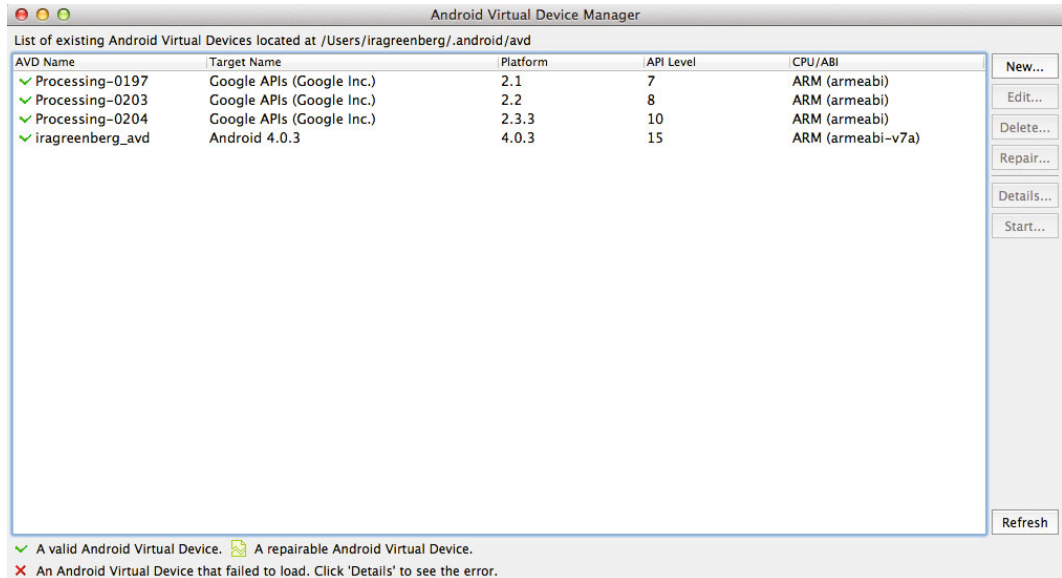 Android Virtual Device Manager
List of existing Android Virtual Devices located at /Users/iragreenberg/.android/avd
AVD Name Target Name Platform API Level CPU/ABI
Processing-0197 Google APIs (Google Inc.) 2.1 7 ARM (armeabi)
Processing-0203 Google APIs (Google Inc.) 2.2 8 ARM (armeabi)
Processing-0204 Google APIs (Google Inc.) 2.3.3 10 ARM (armeabi)
iragreenberg_avd Android 4.0.3 4.0.3 15 ARM (armeabi-v7a)
New...
Edit...
Delete...
Repair...
Details...
Start...
Refresh
A valid Android Virtual Device. A repairable Android Virtual Device.
An Android Virtual Device that failed to load. Click 'Details' to see the error.